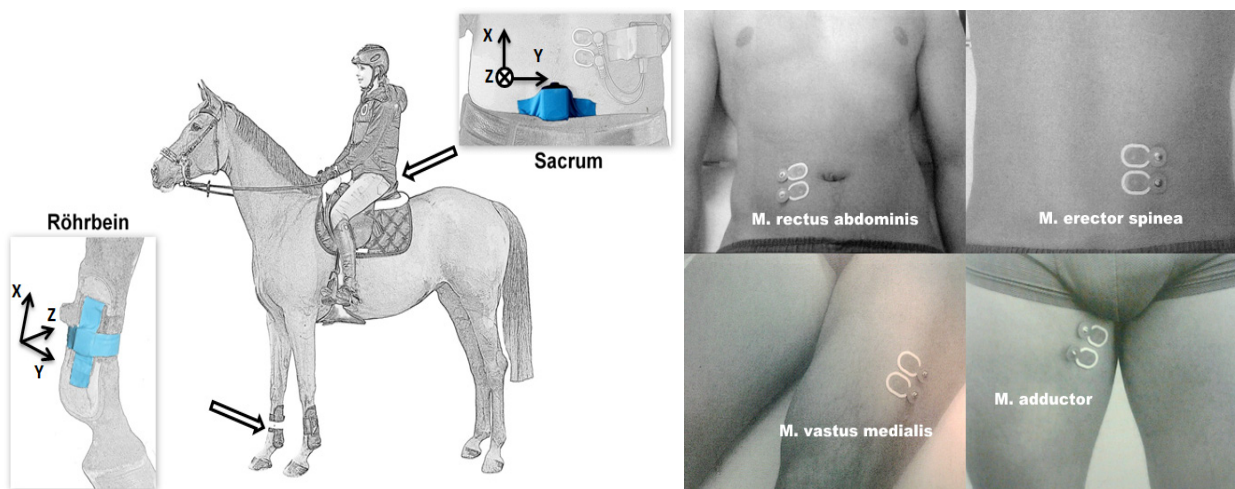 X
Y
Z
Sacrum
Röhrbein
X
Z
Y
M. rectus abdominis
M. erector spinea
M. vastus medialis
M. adductor